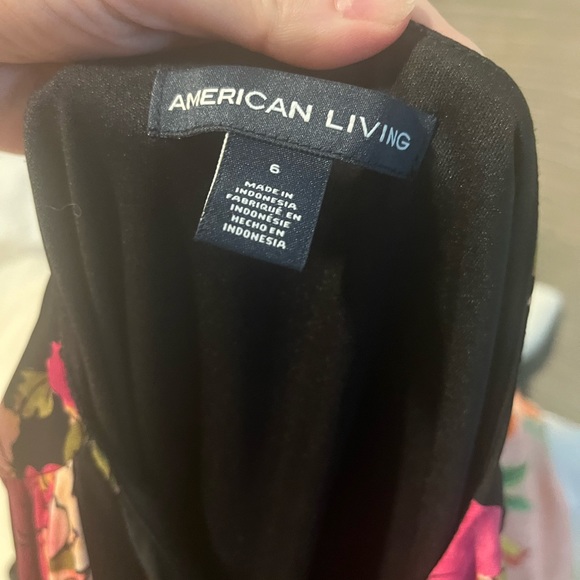 AMERICAN LIVING
6
MADE IN
INDONESIA
FABRIQUÉ EN
INDONÉSIE
HECHO EN
INDONESIA